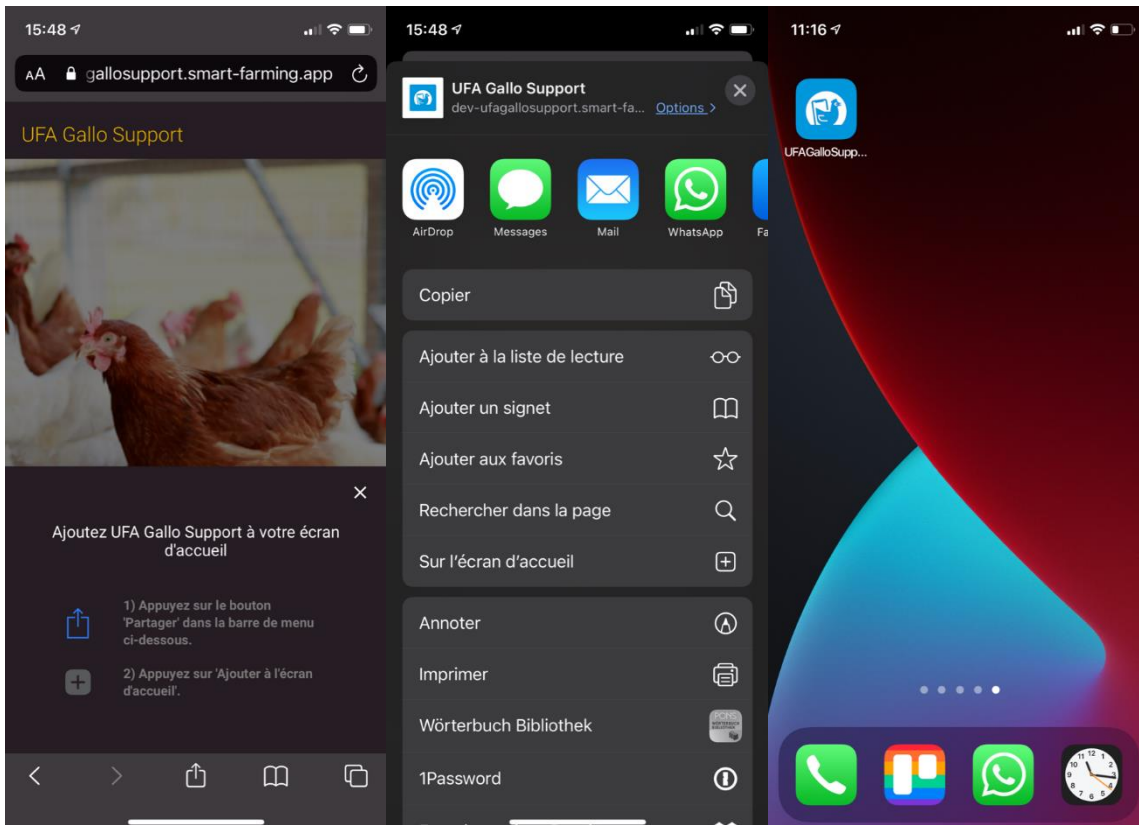 15:48
AA gallosupport.smart-farming.app
UFA Gallo Support
Ajoutez UFA Gallo Support à votre écran
d'accueil
1) Appuyez sur le bouton
'Partager' dans la barre de menu
ci-dessous.
2) Appuyez sur 'Ajouter à l'écran
d'accueil'.
15:48
UFA Gallo Support
dev-ufagallosupport.smart-fa... Options >
AirDrop
Messages
Mail
WhatsApp
Fa
Copier
Ajouter à la liste de lecture
Ajouter un signet
Ajouter aux favoris
Rechercher dans la page
Sur l'écran d'accueil
Annoter
Imprimer
Wörterbuch Bibliothek
1Password
11:16
UFAGalloSupp...